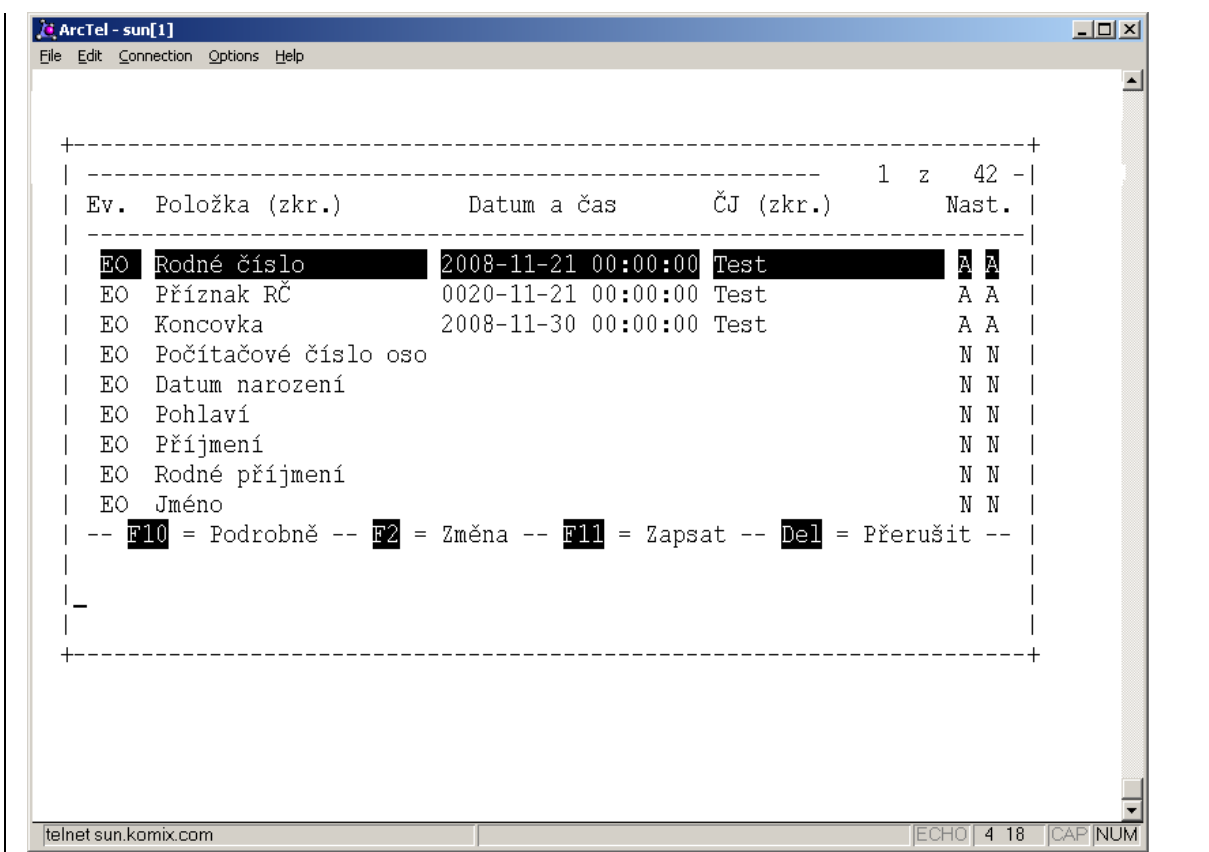 ArcTel - sun[1]
File Edit Connection Options Help
1 z 42
Ev. Položka (zkr.) Datum a čas ČJ (zkr.) Nast.
EO Rodné číslo 2008-11-21 00:00:00 Test A A
EO Příznak RČ 0020-11-21 00:00:00 Test A A
EO Koncovka 2008-11-30 00:00:00 Test A A
EO Počítačové číslo oso N N
EO Datum narození N N
EO Pohlaví N N
EO Příjmení N N
EO Rodné příjmení N N
EO Jméno N N
-- F10 = Podrobně -- F2 = Změna -- F11 = Zapsat -- Del = Přerušit --
telnet sun.komix.com ECHO 4 18 CAP NUM